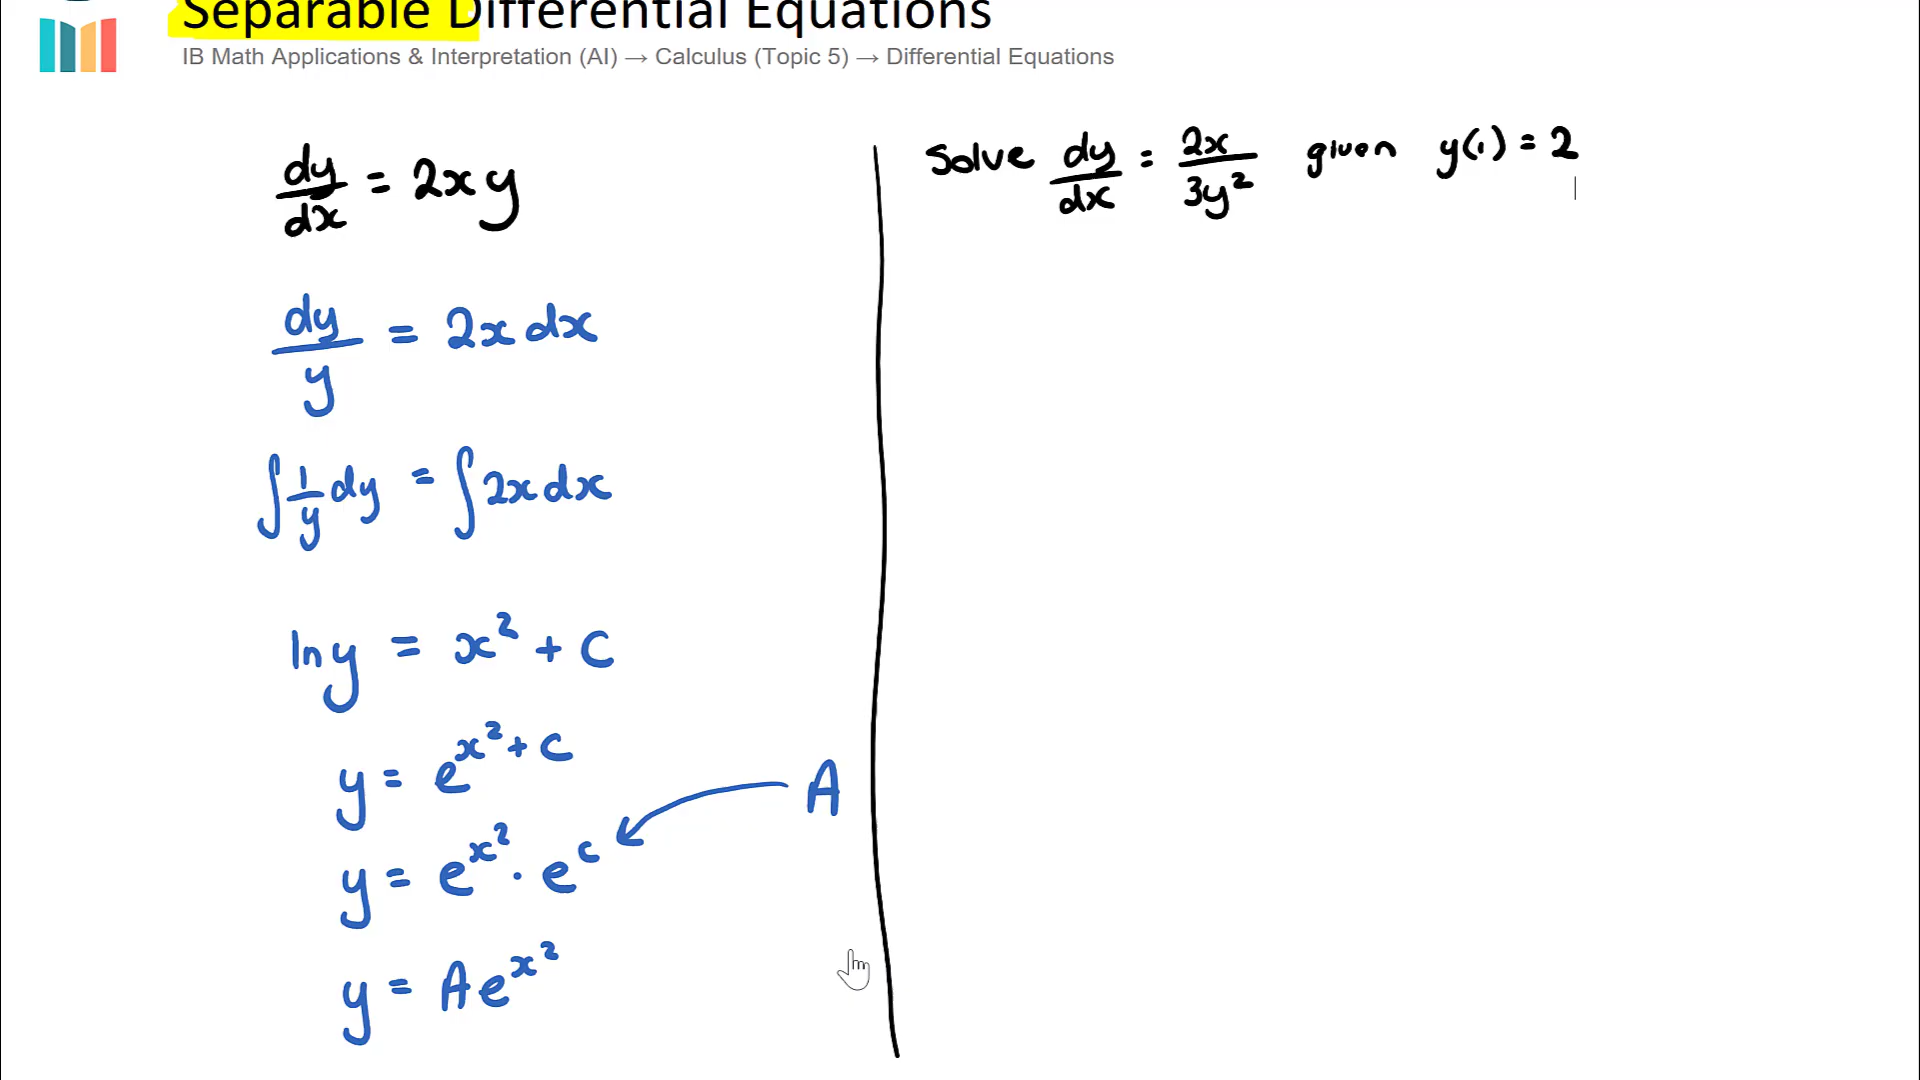 Separable Differential Equations
IB Math Applications & Interpretation (AI) → Calculus (Topic 5) → Differential Equations
dy/dx = 2xy
dy/y = 2x dx
∫ 1/y dy = ∫ 2x dx
ln y = x² + c
y = e^(x² + c)
y = e^(x²) · e^c ← A
y = A e^(x²)
Solve dy/dx = 2x/3y² given y(1) = 2